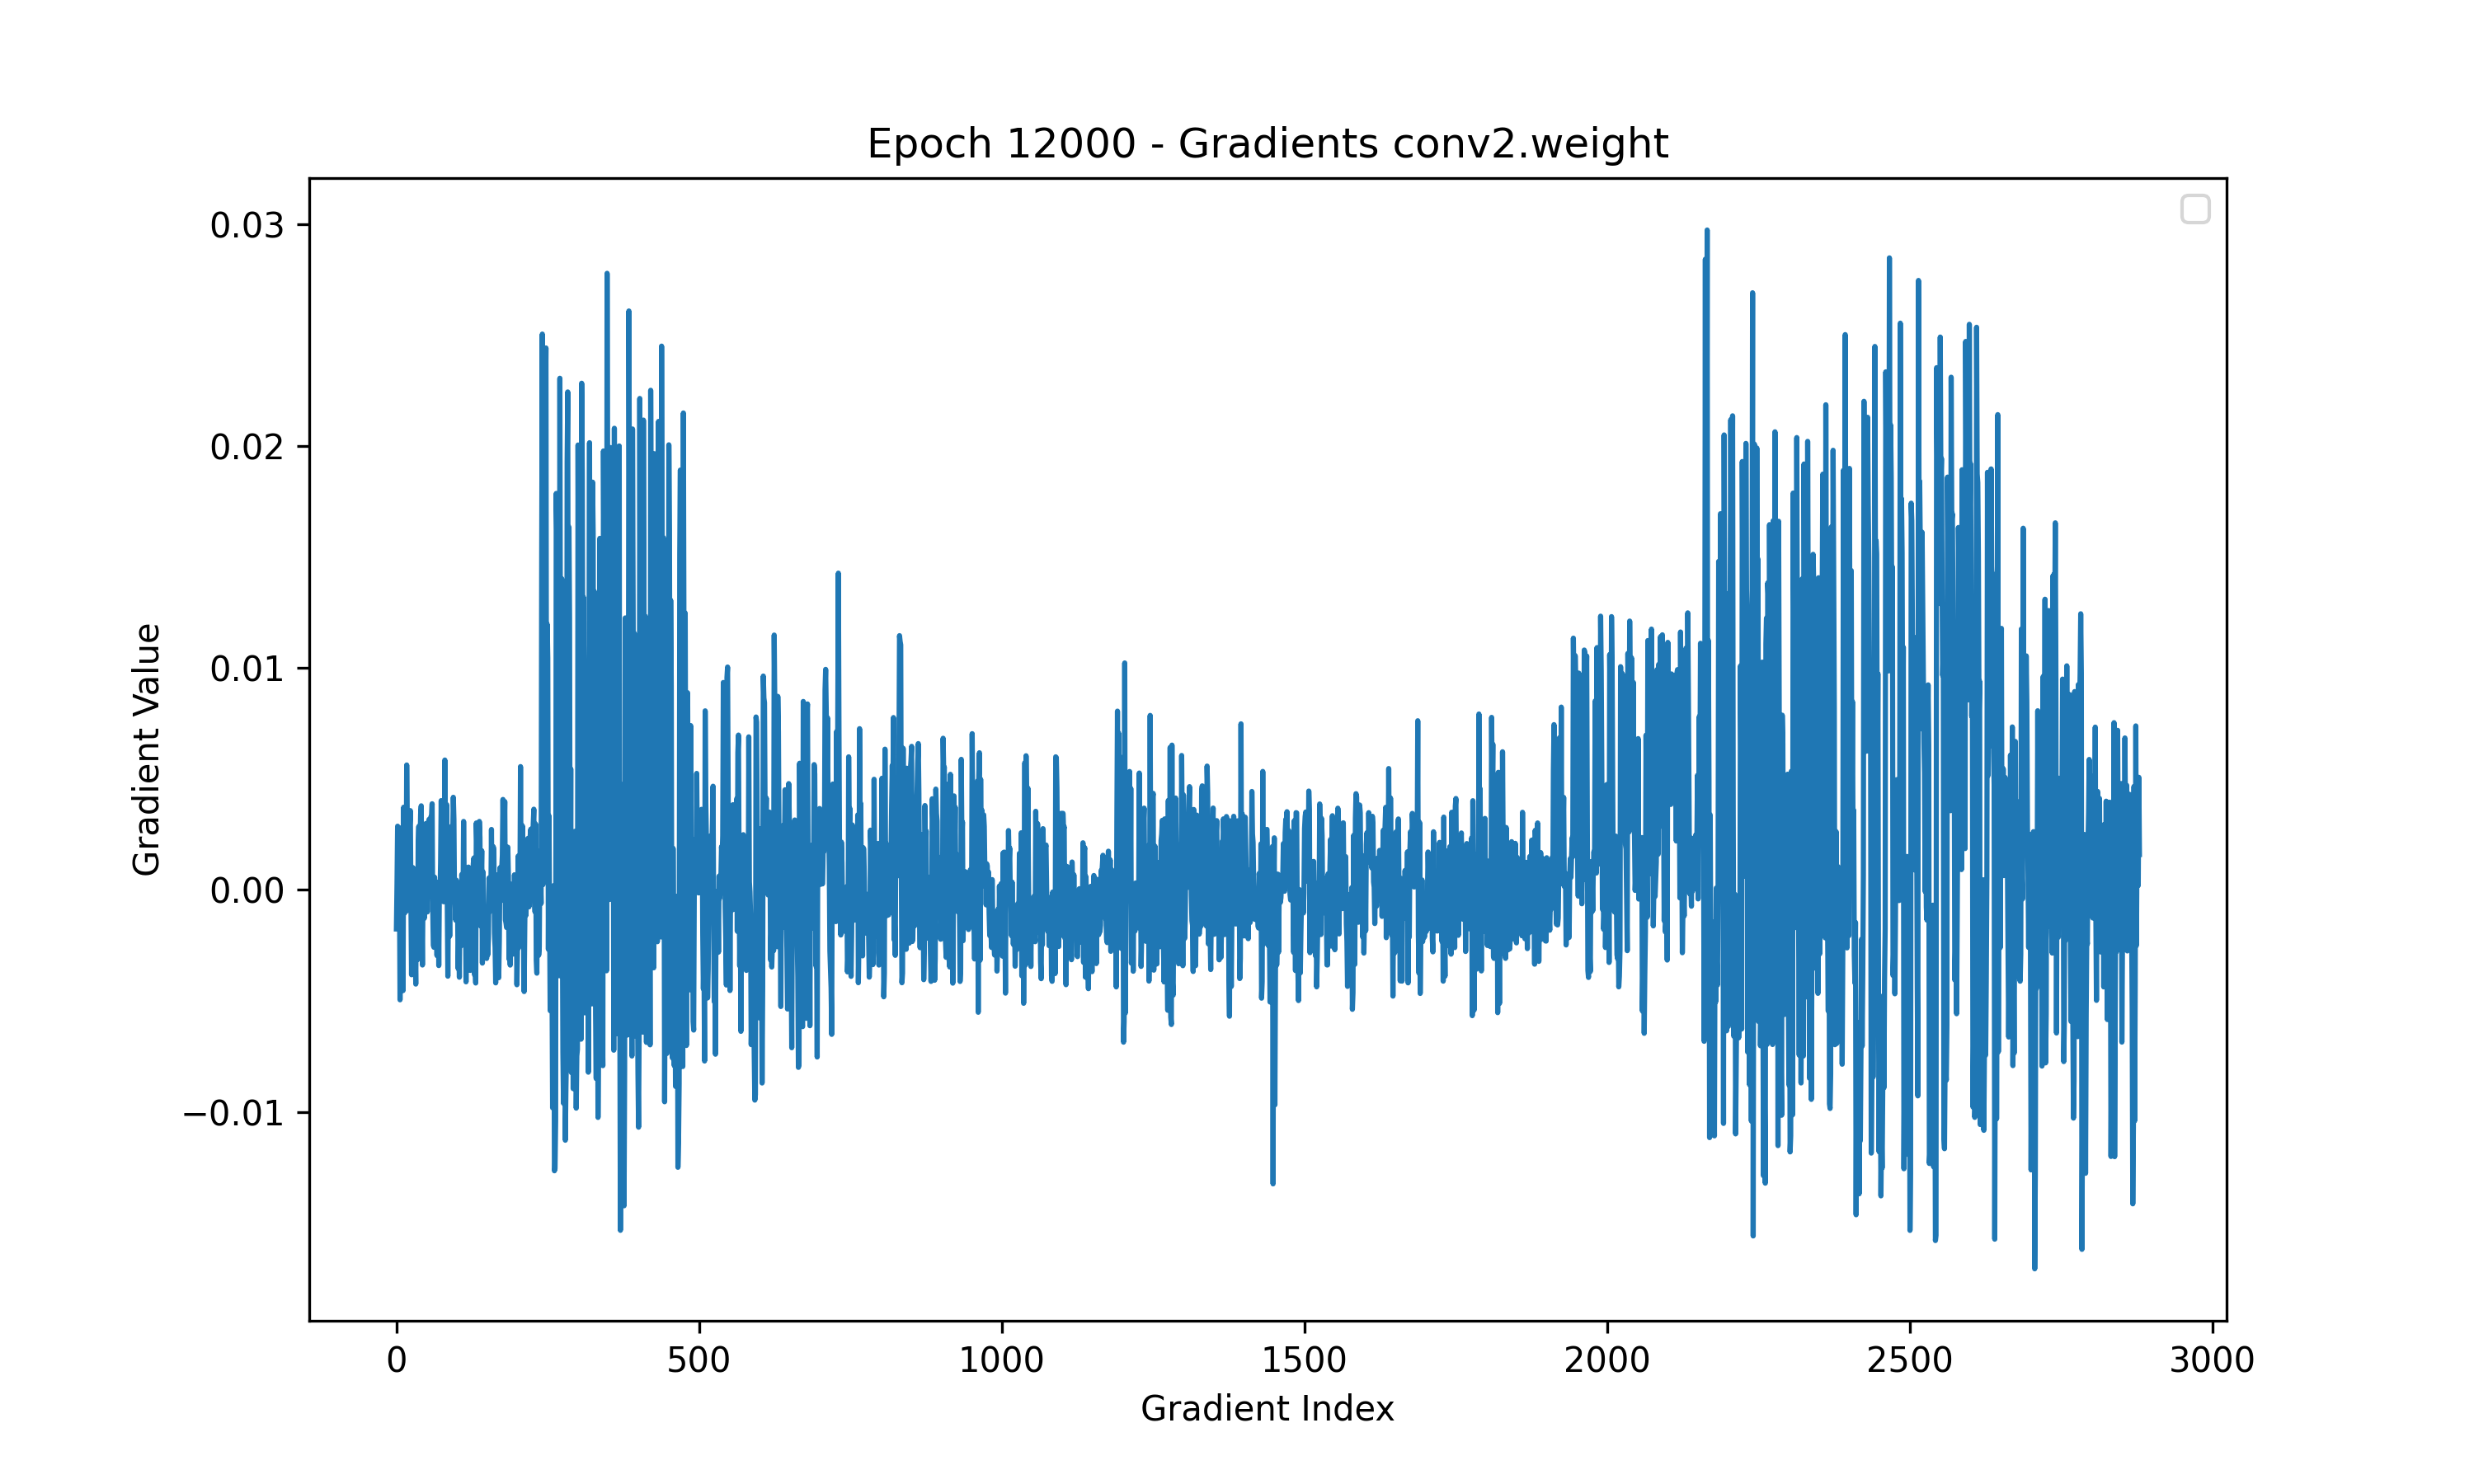 Epoch 12000 - Gradients conv2.weight
0.03
0.02
0.01
0.00
−0.01
Gradient Value
0 500 1000 1500 2000 2500 3000
Gradient Index